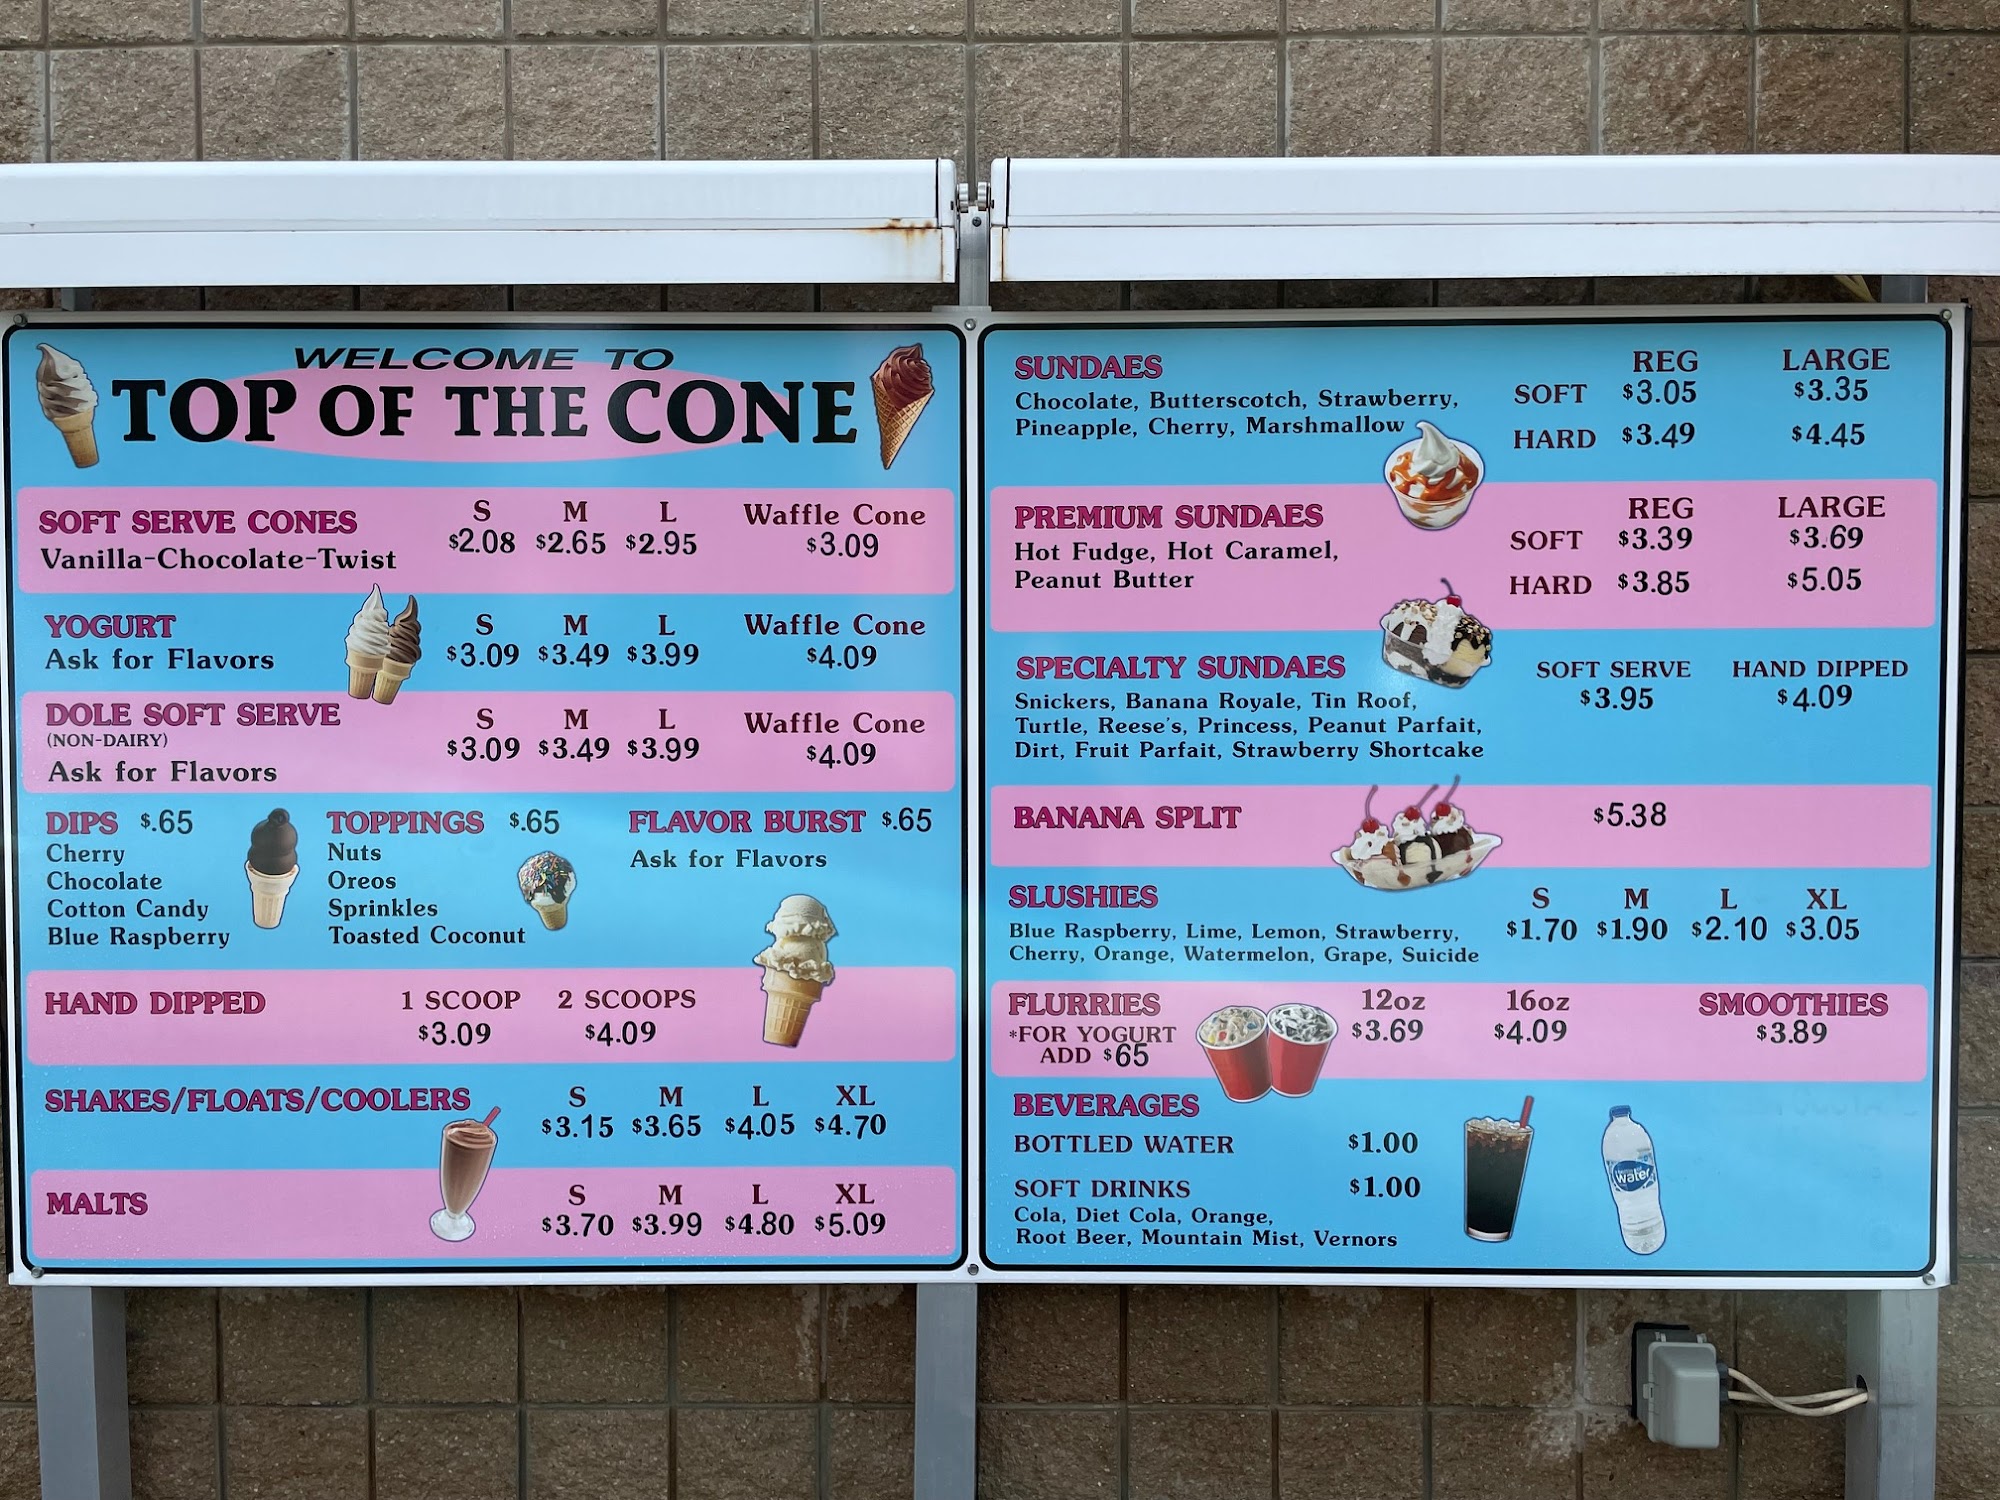 WELCOME TO
TOP OF THE CONE
SOFT SERVE CONES S M L Waffle Cone
Vanilla-Chocolate-Twist $2.08 $2.65 $2.95 $3.09
YOGURT S M L Waffle Cone
Ask for Flavors $3.09 $3.49 $3.99 $4.09
DOLE SOFT SERVE S M L Waffle Cone
(NON-DAIRY) $3.09 $3.49 $3.99 $4.09
Ask for Flavors
DIPS $.65
Cherry
Chocolate
Cotton Candy
Blue Raspberry
TOPPINGS $.65
Nuts
Oreos
Sprinkles
Toasted Coconut
FLAVOR BURST $.65
Ask for Flavors
HAND DIPPED 1 SCOOP 2 SCOOPS
$3.09 $4.09
SHAKES/FLOATS/COOLERS S M L XL
$3.15 $3.65 $4.05 $4.70
MALTS S M L XL
$3.70 $3.99 $4.80 $5.09
SUNDAES REG LARGE
Chocolate, Butterscotch, Strawberry, SOFT $3.05 $3.35
Pineapple, Cherry, Marshmallow HARD $3.49 $4.45
PREMIUM SUNDAES REG LARGE
Hot Fudge, Hot Caramel, SOFT $3.39 $3.69
Peanut Butter HARD $3.85 $5.05
SPECIALTY SUNDAES SOFT SERVE HAND DIPPED
Snickers, Banana Royale, Tin Roof, $3.95 $4.09
Turtle, Reese's, Princess, Peanut Parfait,
Dirt, Fruit Parfait, Strawberry Shortcake
BANANA SPLIT $5.38
SLUSHIES S M L XL
Blue Raspberry, Lime, Lemon, Strawberry, $1.70 $1.90 $2.10 $3.05
Cherry, Orange, Watermelon, Grape, Suicide
FLURRIES 12oz 16oz SMOOTHIES
*FOR YOGURT $3.69 $4.09 $3.89
ADD $65
BEVERAGES
BOTTLED WATER $1.00
SOFT DRINKS $1.00
Cola, Diet Cola, Orange,
Root Beer, Mountain Mist, Vernors
water